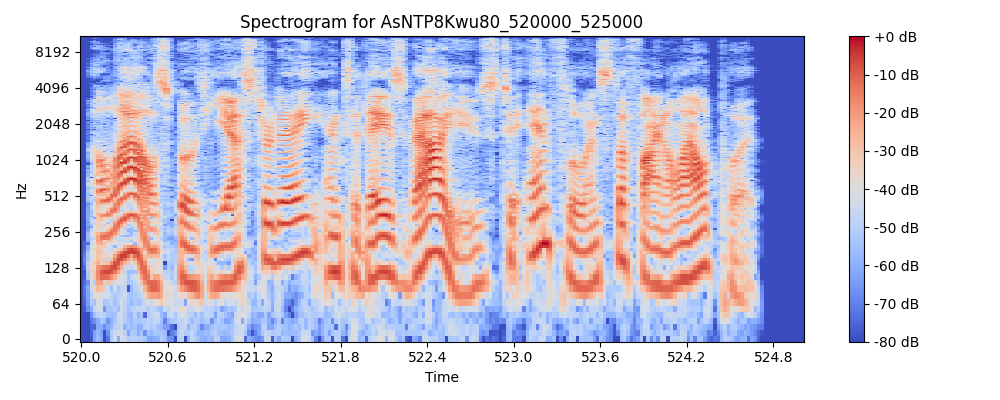 Spectrogram for AsNTP8Kwu80_520000_525000
Hz
8192
4096
2048
1024
512
256
128
64
0
520.0 520.6 521.2 521.8 522.4 523.0 523.6 524.2 524.8
Time
+0 dB
-10 dB
-20 dB
-30 dB
-40 dB
-50 dB
-60 dB
-70 dB
-80 dB